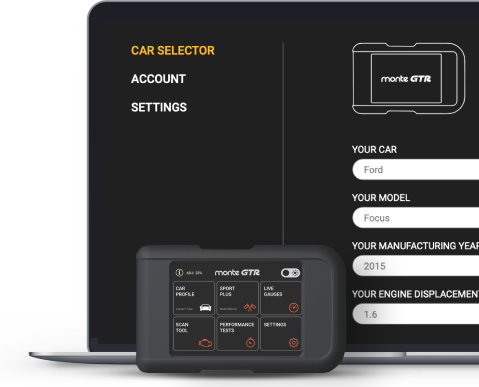 CAR SELECTOR
ACCOUNT
SETTINGS
monte GTR
YOUR CAR
Ford
YOUR MODEL
Focus
YOUR MANUFACTURING YEAR
2015
YOUR ENGINE DISPLACEMENT
1.6
monte GTR
CAR
PROFILE
SPORT
PLUS
LIVE
GAUGES
SCAN
TOOL
PERFORMANCE
TESTS
SETTINGS